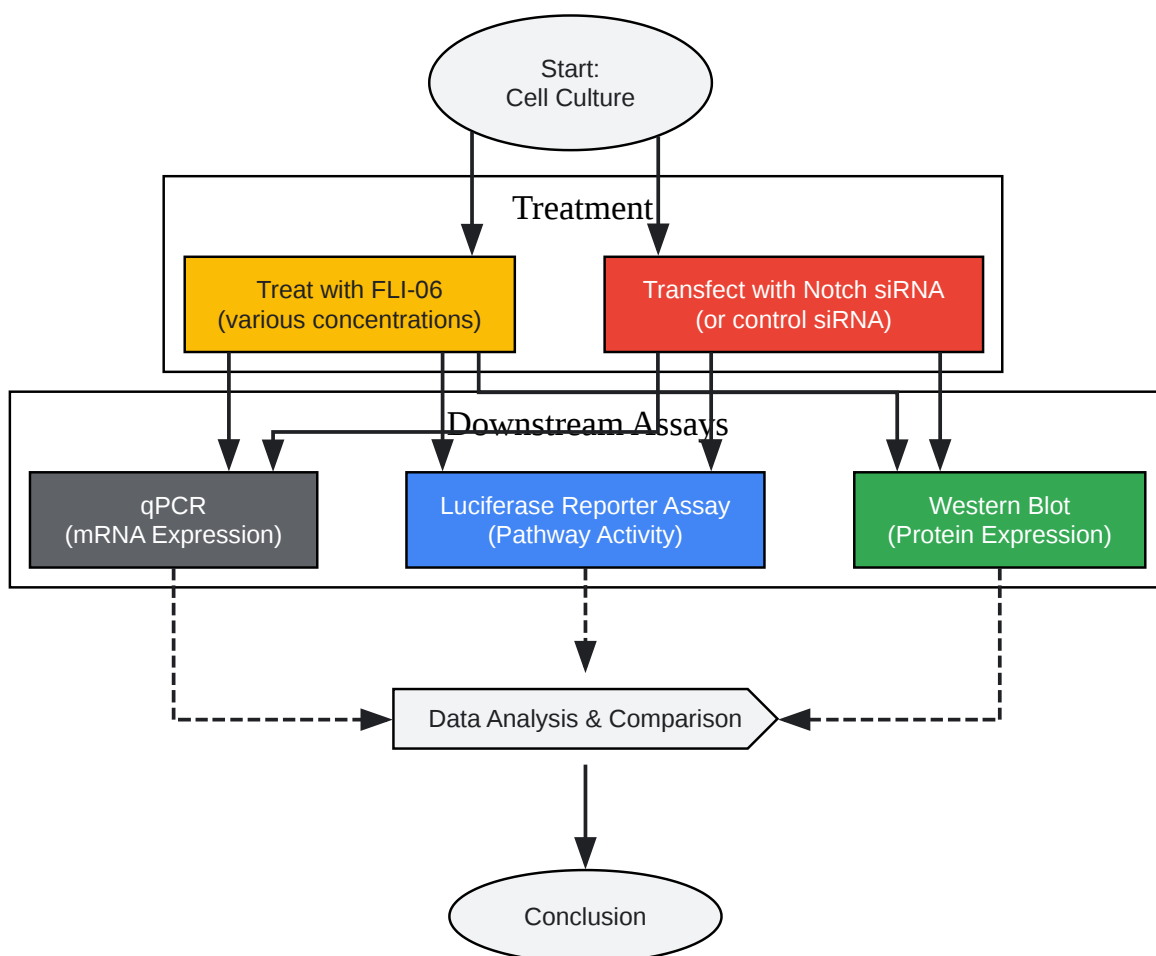 Start:
Cell Culture
Treatment
Treat with FLI-06
(various concentrations)
Transfect with Notch siRNA
(or control siRNA)
Downstream Assays
qPCR
(mRNA Expression)
Luciferase Reporter Assay
(Pathway Activity)
Western Blot
(Protein Expression)
Data Analysis & Comparison
Conclusion